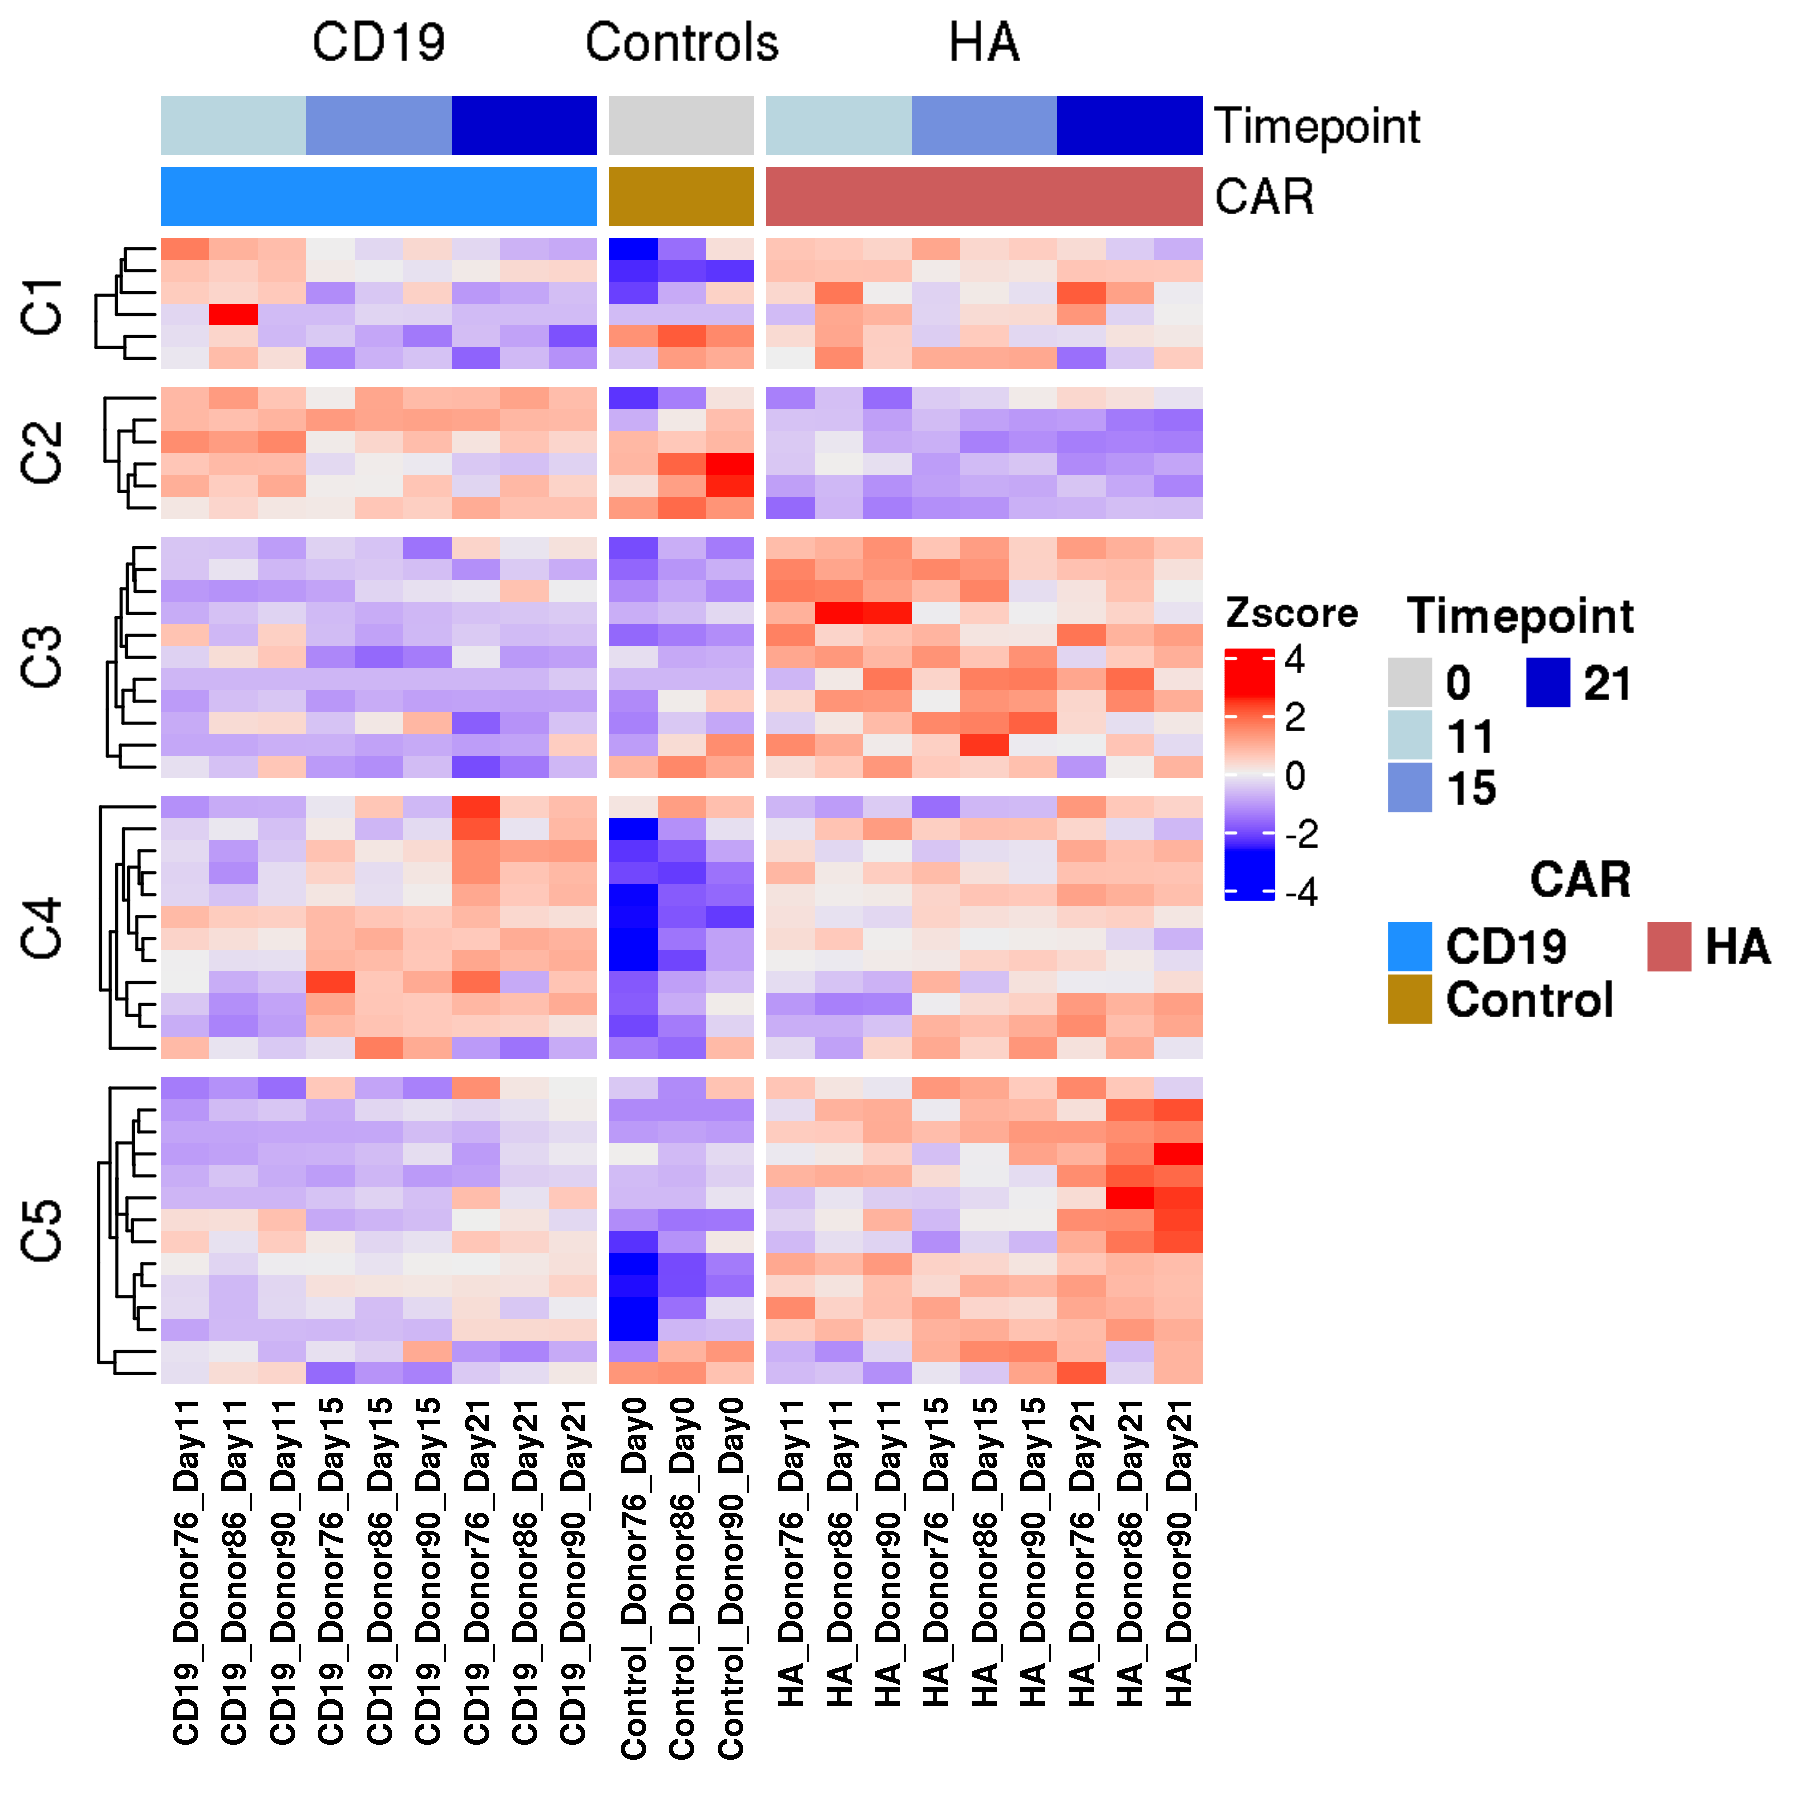 CD19 Controls HA
Timepoint
CAR
C1
C2
C3
C4
C5
Zscore
4
2
0
-2
-4
Timepoint
0 21
11
15
CAR
CD19 HA
Control
CD19_Donor76_Day11
CD19_Donor86_Day11
CD19_Donor90_Day11
CD19_Donor76_Day15
CD19_Donor86_Day15
CD19_Donor90_Day15
CD19_Donor76_Day21
CD19_Donor86_Day21
CD19_Donor90_Day21
Control_Donor76_Day0
Control_Donor86_Day0
Control_Donor90_Day0
HA_Donor76_Day11
HA_Donor86_Day11
HA_Donor90_Day11
HA_Donor76_Day15
HA_Donor86_Day15
HA_Donor90_Day15
HA_Donor76_Day21
HA_Donor86_Day21
HA_Donor90_Day21